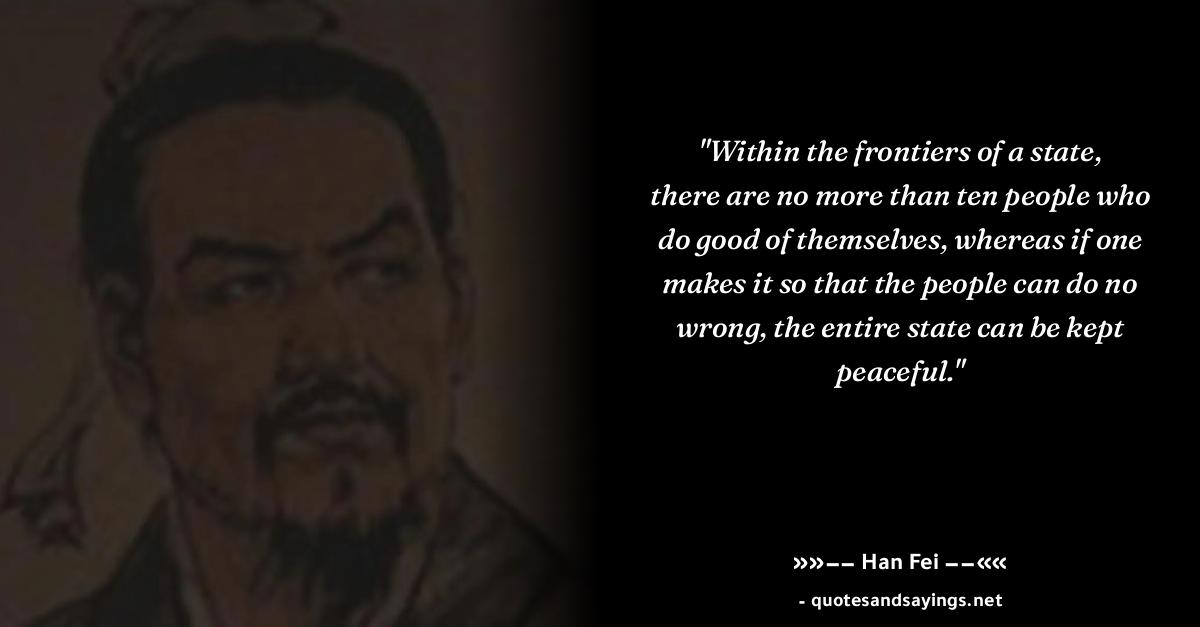 "Within the frontiers of a state,
there are no more than ten people who
do good of themselves, whereas if one
makes it so that the people can do no
wrong, the entire state can be kept
peaceful."
»»–– Han Fei ––««
- quotesandsayings.net